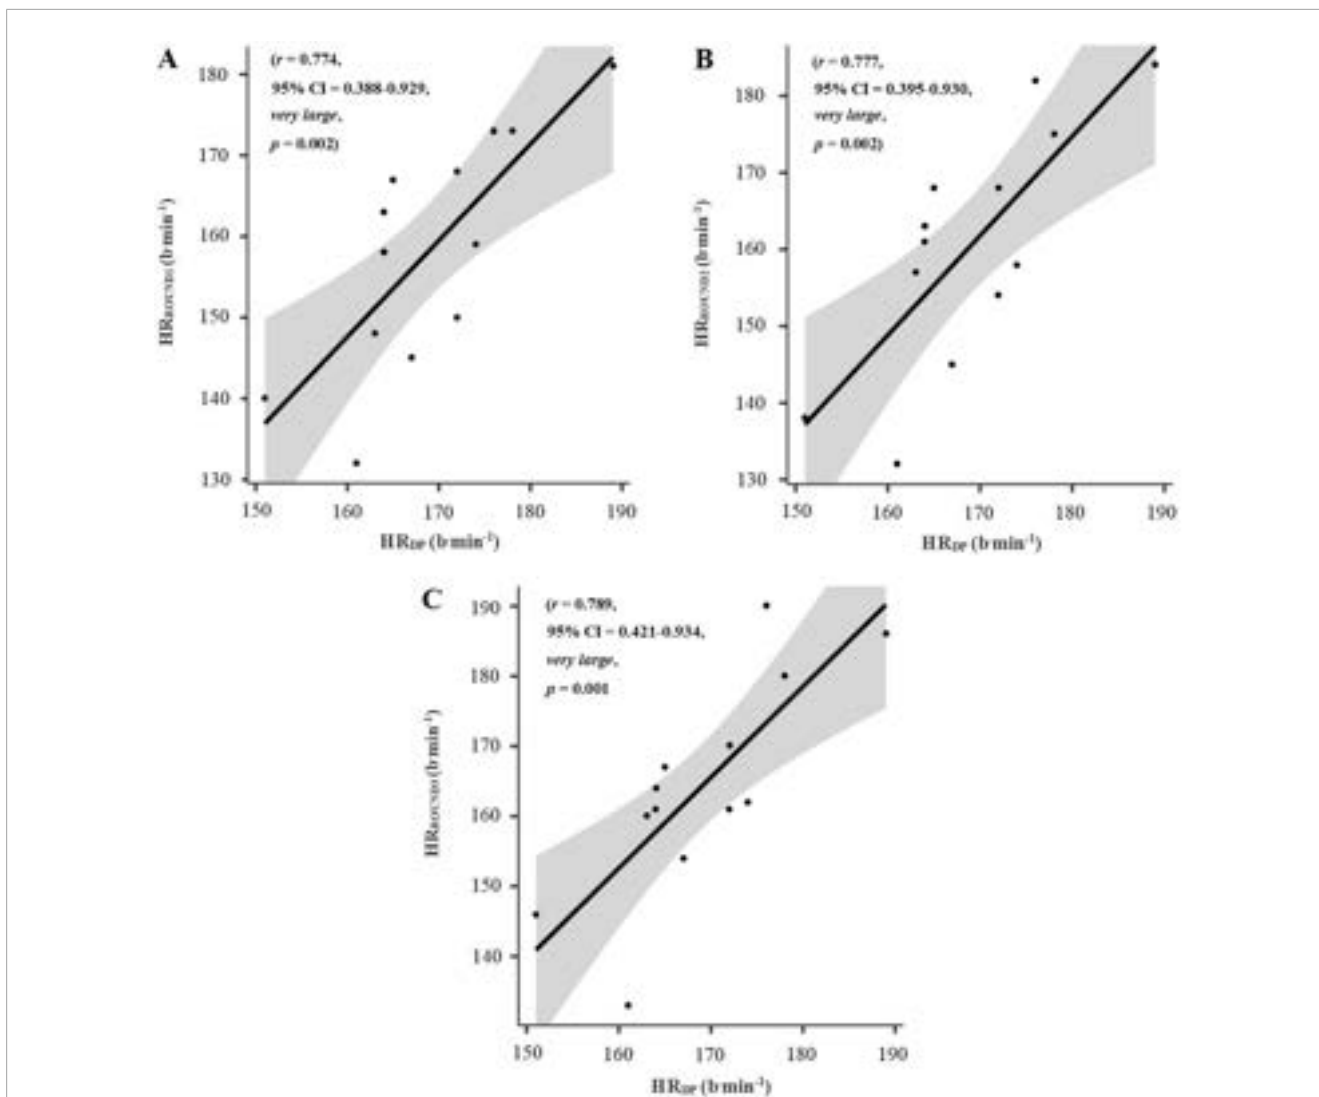 A
(r = 0.774,
95% CI = 0.388-0.929,
very large,
p = 0.002)
180
170
160
150
140
130
HRROUND1 (b·min⁻¹)
150 160 170 180 190
HRDP (b·min⁻¹)
B
(r = 0.777,
95% CI = 0.395-0.930,
very large,
p = 0.002)
180
170
160
150
140
130
(b·min⁻¹)
150 160 170 180 190
HRDP (b·min⁻¹)
C
(r = 0.789,
95% CI = 0.421-0.934,
very large,
p = 0.001
190
180
170
160
150
140
(b·min⁻¹)
150 160 170 180 190
HRDP (b·min⁻¹)